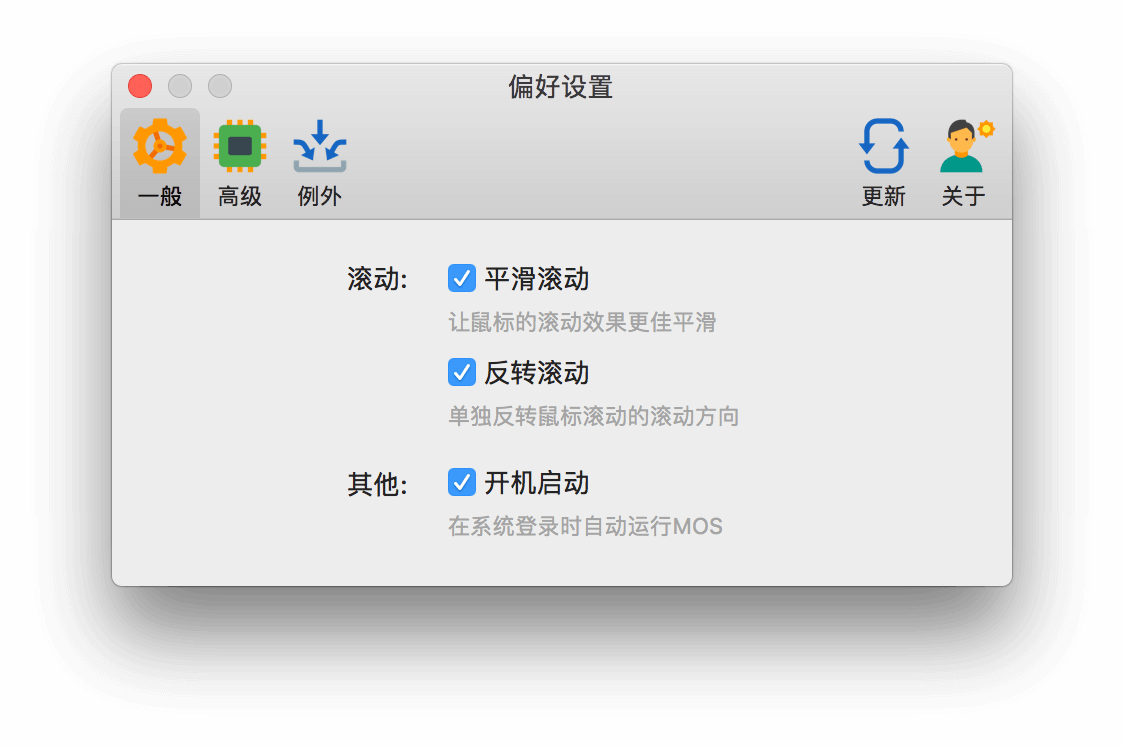 偏好设置
一般 高级 例外 更新 关于
滚动: 平滑滚动
让鼠标的滚动效果更佳平滑
反转滚动
单独反转鼠标滚动的滚动方向
其他: 开机启动
在系统登录时自动运行MOS